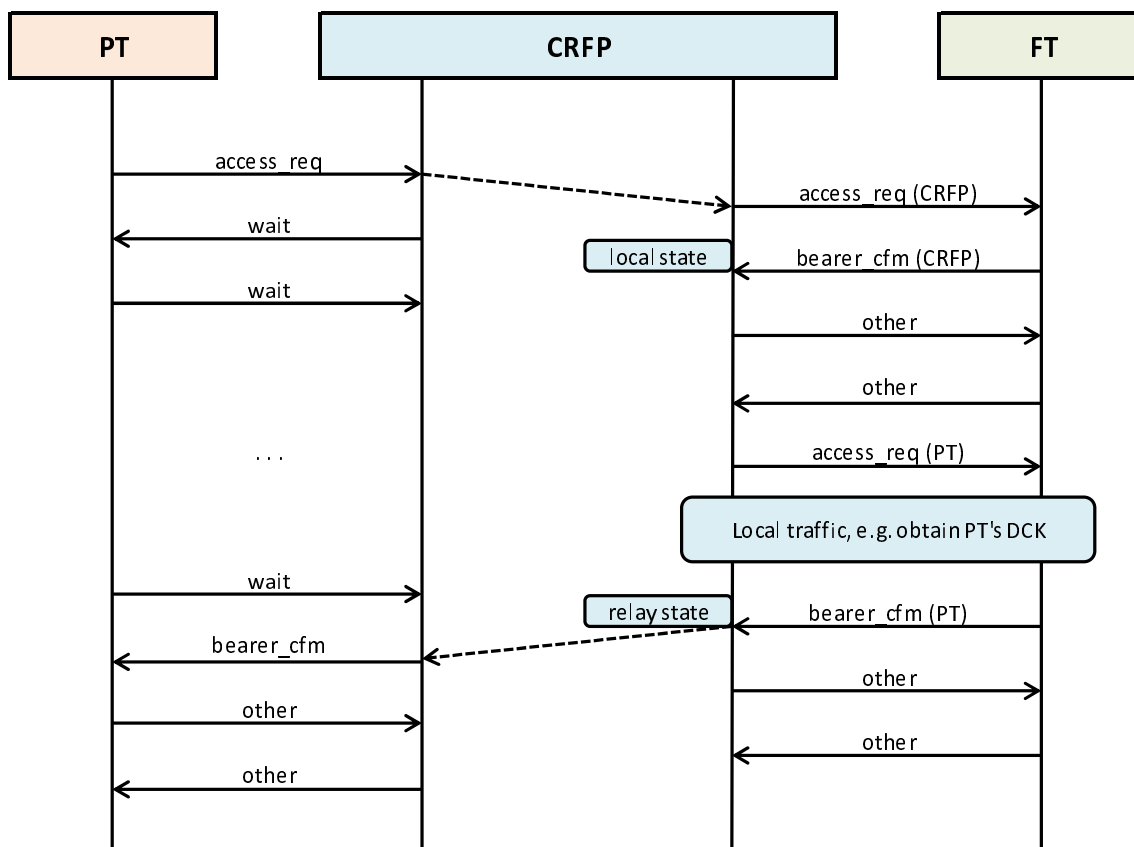 PT
CRFP
FT
access_req
access_req (CRFP)
wait
local state
bearer_cfm (CRFP)
wait
other
other
. . .
access_req (PT)
Local traffic, e.g. obtain PT's DCK
wait
relay state
bearer_cfm (PT)
bearer_cfm
other
other
other
other